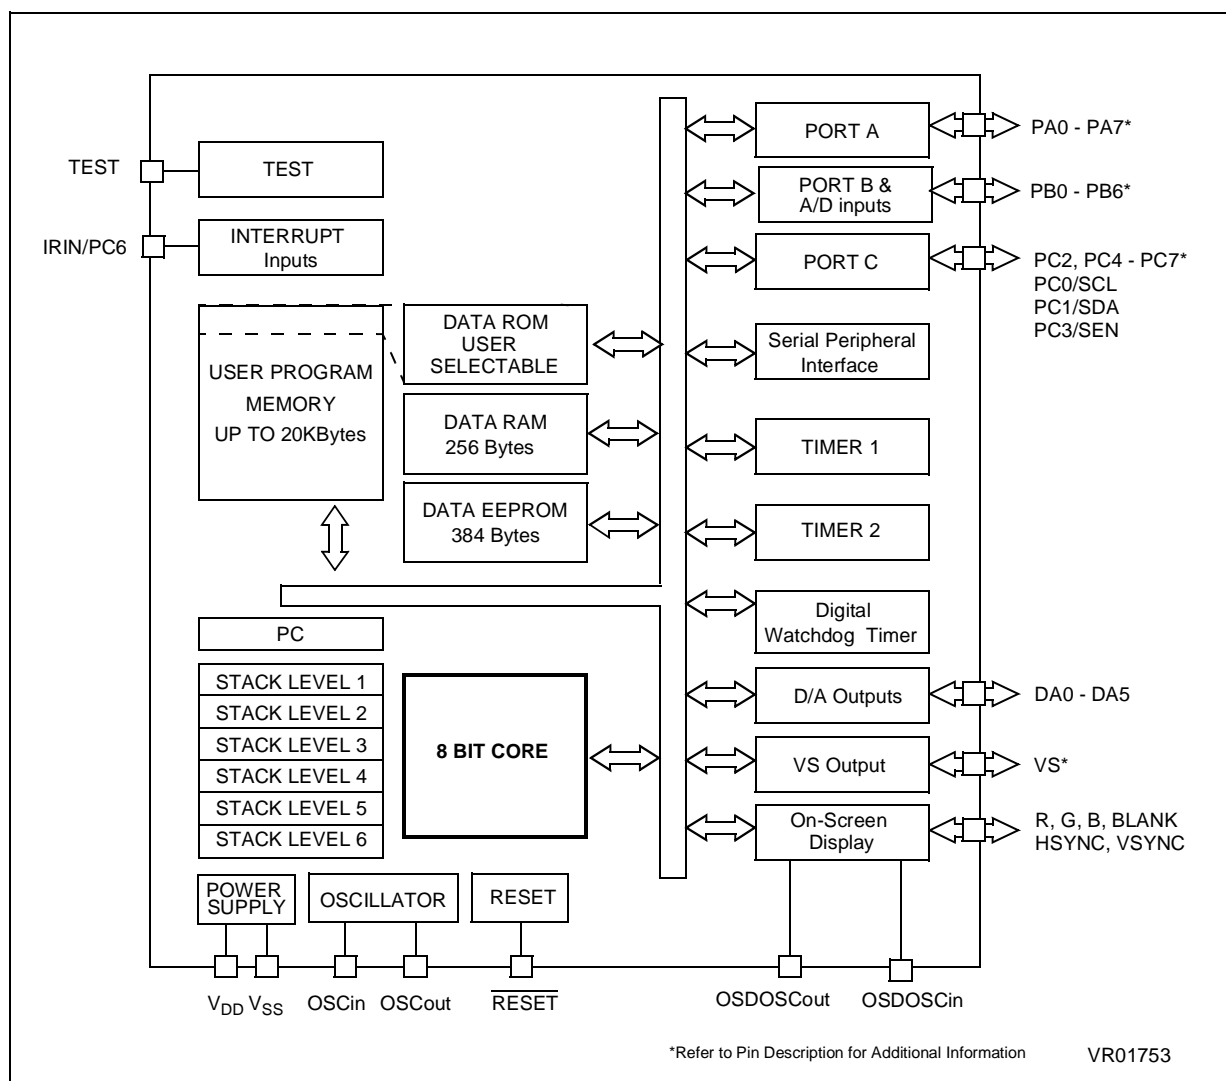 TEST
TEST
IRIN/PC6
INTERRUPT
Inputs
USER PROGRAM
MEMORY
UP TO 20KBytes
DATA ROM
USER
SELECTABLE
DATA RAM
256 Bytes
DATA EEPROM
384 Bytes
PC
STACK LEVEL 1
STACK LEVEL 2
STACK LEVEL 3
STACK LEVEL 4
STACK LEVEL 5
STACK LEVEL 6
8 BIT CORE
POWER
SUPPLY
OSCILLATOR
RESET
VDD VSS OSCin OSCout RESET
PORT A
PA0 - PA7*
PORT B &
A/D inputs
PB0 - PB6*
PORT C
PC2, PC4 - PC7*
PC0/SCL
PC1/SDA
PC3/SEN
Serial Peripheral
Interface
TIMER 1
TIMER 2
Digital
Watchdog Timer
D/A Outputs
DA0 - DA5
VS Output
VS*
On-Screen
Display
R, G, B, BLANK
HSYNC, VSYNC
OSDOSCout OSDOSCin
*Refer to Pin Description for Additional Information
VR01753